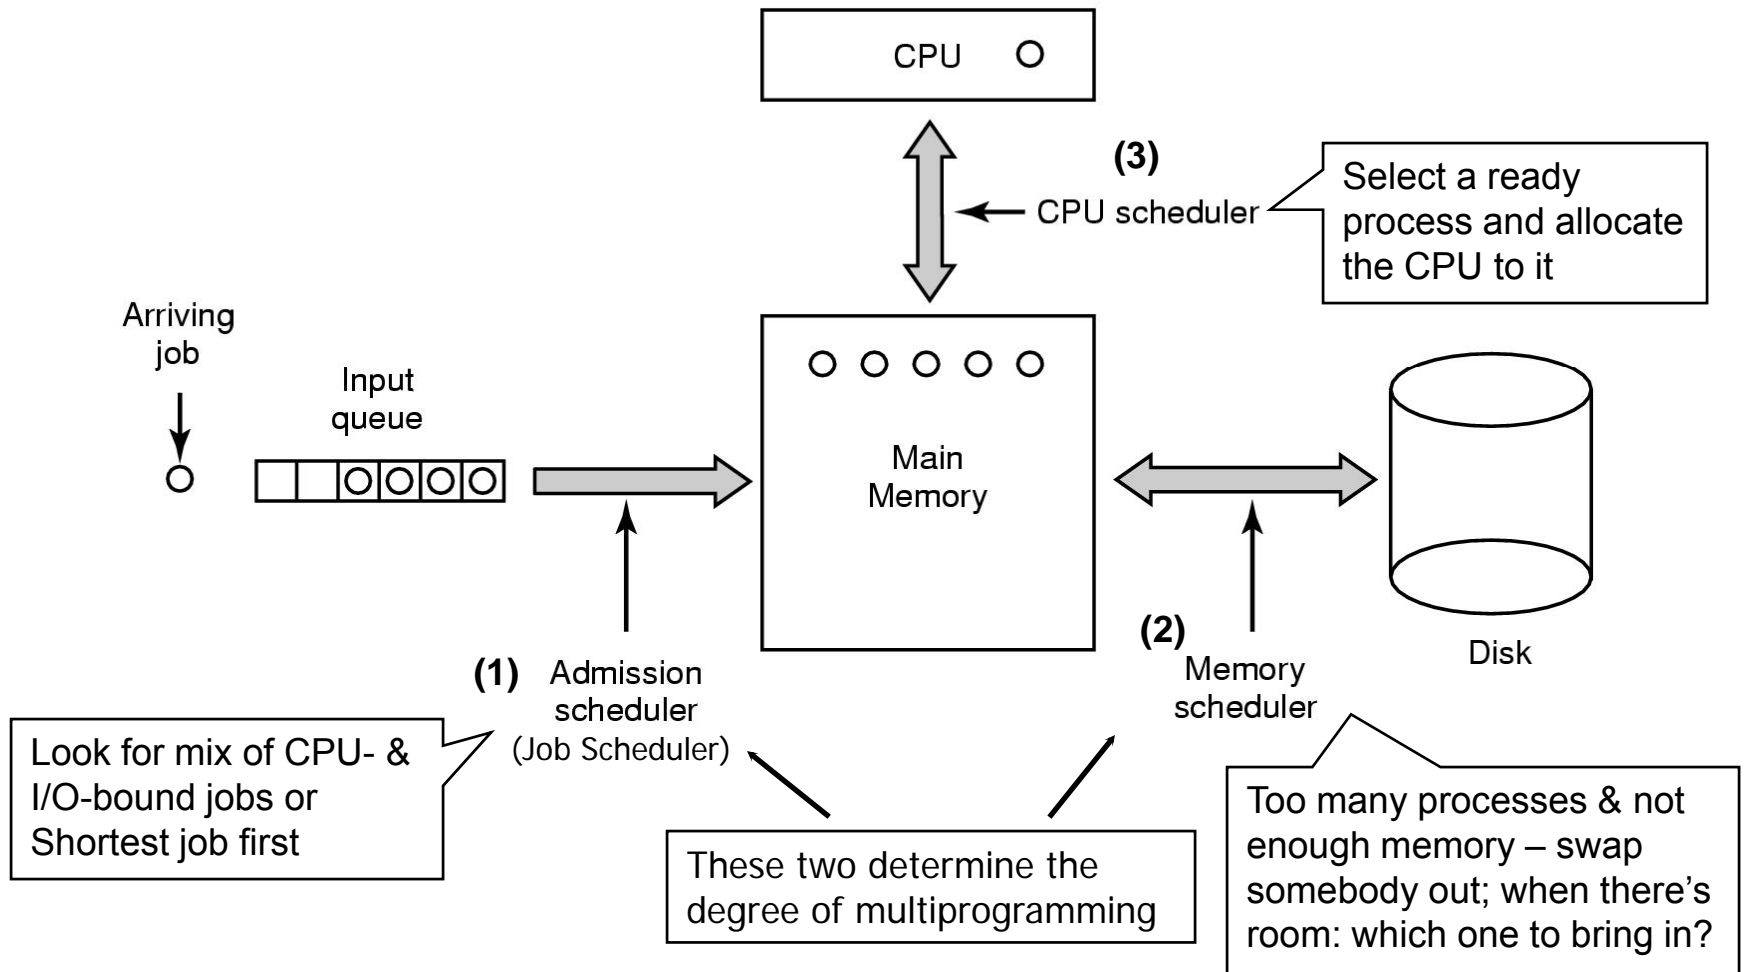 CPU
(3)
CPU scheduler
Select a ready
process and allocate
the CPU to it
Arriving
job
Input
queue
Main
Memory
Disk
(1)
Admission
scheduler
(Job Scheduler)
(2)
Memory
scheduler
Look for mix of CPU- &
I/O-bound jobs or
Shortest job first
These two determine the
degree of multiprogramming
Too many processes & not
enough memory – swap
somebody out; when there’s
room: which one to bring in?